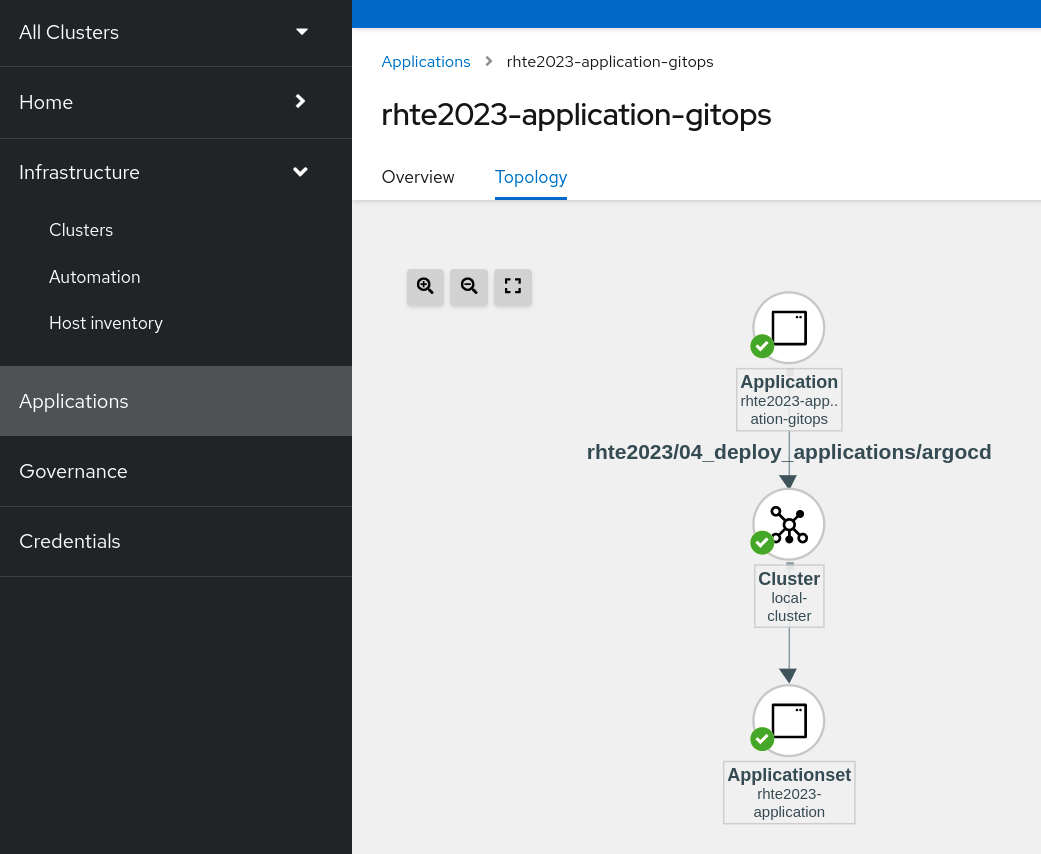 All Clusters
Home
Infrastructure
Clusters
Automation
Host inventory
Applications
Governance
Credentials
Applications > rhte2023-application-gitops
rhte2023-application-gitops
Overview Topology
Application
rhte2023-app..
ation-gitops
rhte2023/04_deploy_applications/argocd
Cluster
local-
cluster
Applicationset
rhte2023-
application